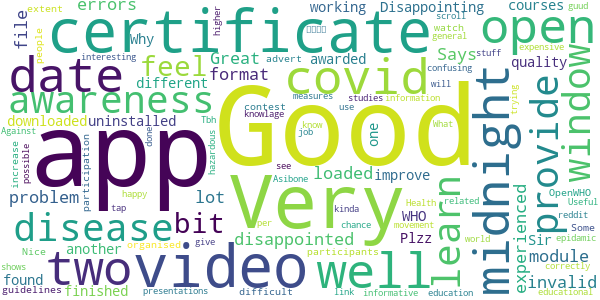 errors
Disappointing
courses
scroll
guud
extent
higher
working
file
certificate
open
watch
people
Why
general
interesting
advert
awarded
Says
expensive
Great
stuff
date
feel
covid
format
confusing
quality
different
awareness
window
midnight
provide
measures
studies
information
trying
contest
use
will
downloaded
uninstalled
Tbh
knowlage
Good
app
one
know
job
What
Against
done
hazardous
loaded
improve
problem
lot
see
Health
related
OpenWHO
increase
possible
participation
Asibone
Very
learn
experienced
Useful
happy
tap
kinda
WHO
disease
bit
chance
movement
reddit
disappointed
Plzz
Sir
Some
Nice
another
organised
give
per
world
epidamic
two
video
well
module
found
participants
invalid
correctly
shows
guidelines
finished
presentations
difficult
link
informative
education
educational